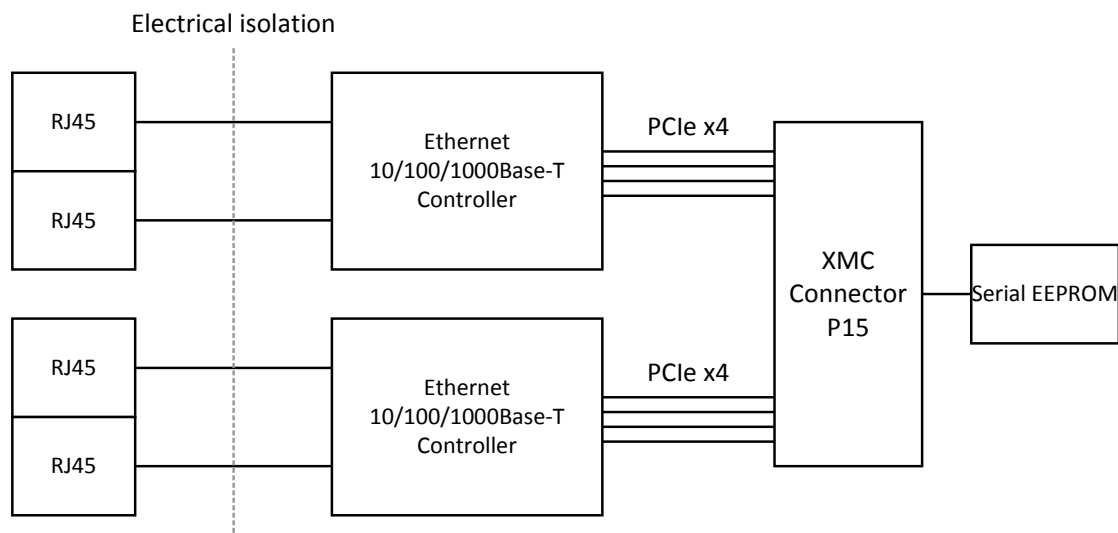 Electrical isolation
RJ45
RJ45
Ethernet
10/100/1000Base-T
Controller
PCIe x4
RJ45
RJ45
Ethernet
10/100/1000Base-T
Controller
PCIe x4
XMC
Connector
P15
Serial EEPROM